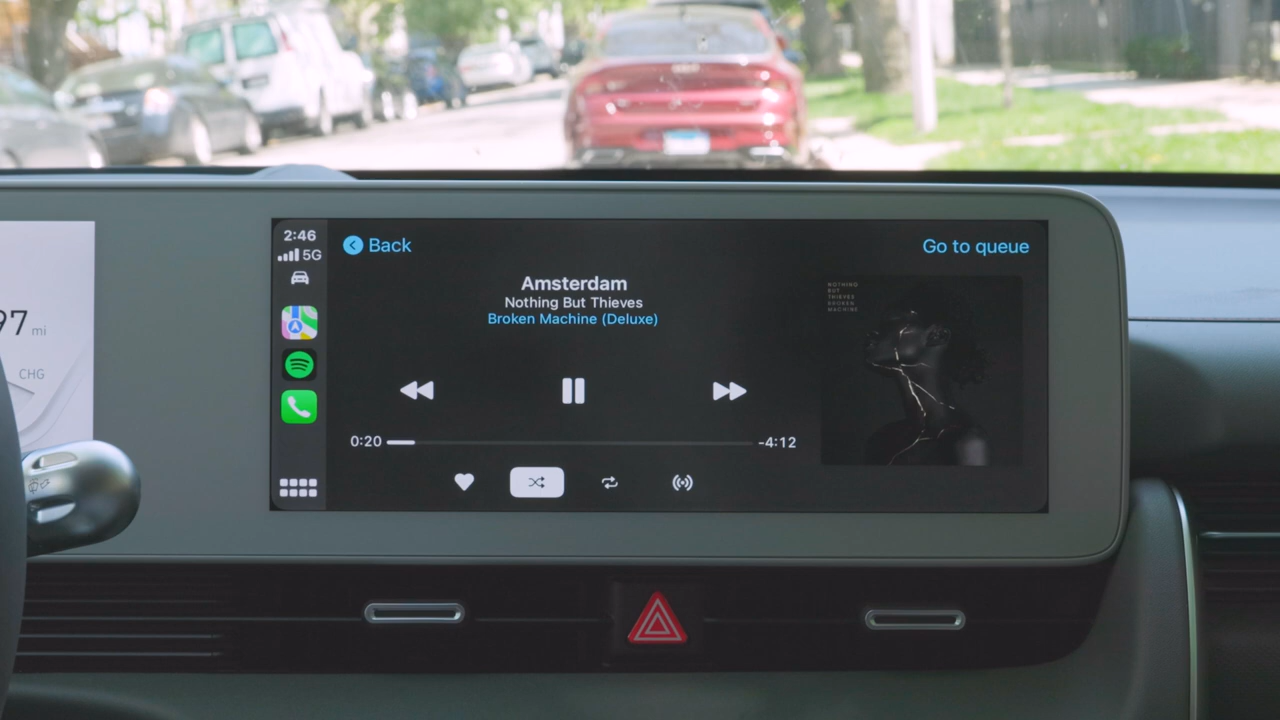 2:46
5G
Back
Go to queue
Amsterdam
Nothing But Thieves
Broken Machine (Deluxe)
NOTHING
BUT
THIEVES
BROKEN
MACHINE
0:20
-4:12
97 mi
CHG